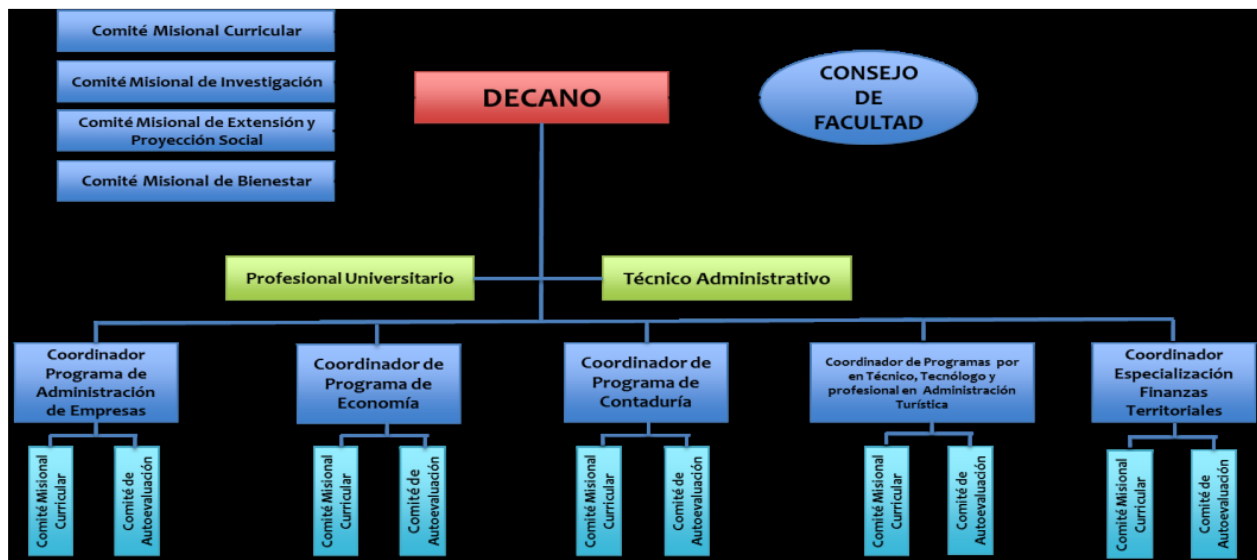 Comité Misional Curricular
Comité Misional de Investigación
Comité Misional de Extensión y
Proyección Social
Comité Misional de Bienestar
DECANO
CONSEJO
DE
FACULTAD
Profesional Universitario
Técnico Administrativo
Coordinador
Programa de
Administración
de Empresas
Coordinador de
Programa de
Economía
Coordinador de
Programa de
Contaduría
Coordinador de Programas por
en Técnico, Tecnólogo y
profesional en Administración
Turística
Coordinador
Especialización
Finanzas
Territoriales
Comité Misional
Curricular
Comité de
Autoevaluación
Comité Misional
Curricular
Comité de
Autoevaluación
Comité Misional
Curricular
Comité de
Autoevaluación
Comité Misional
Curricular
Comité de
Autoevaluación
Comité Misional
Curricular
Comité de
Autoevaluación